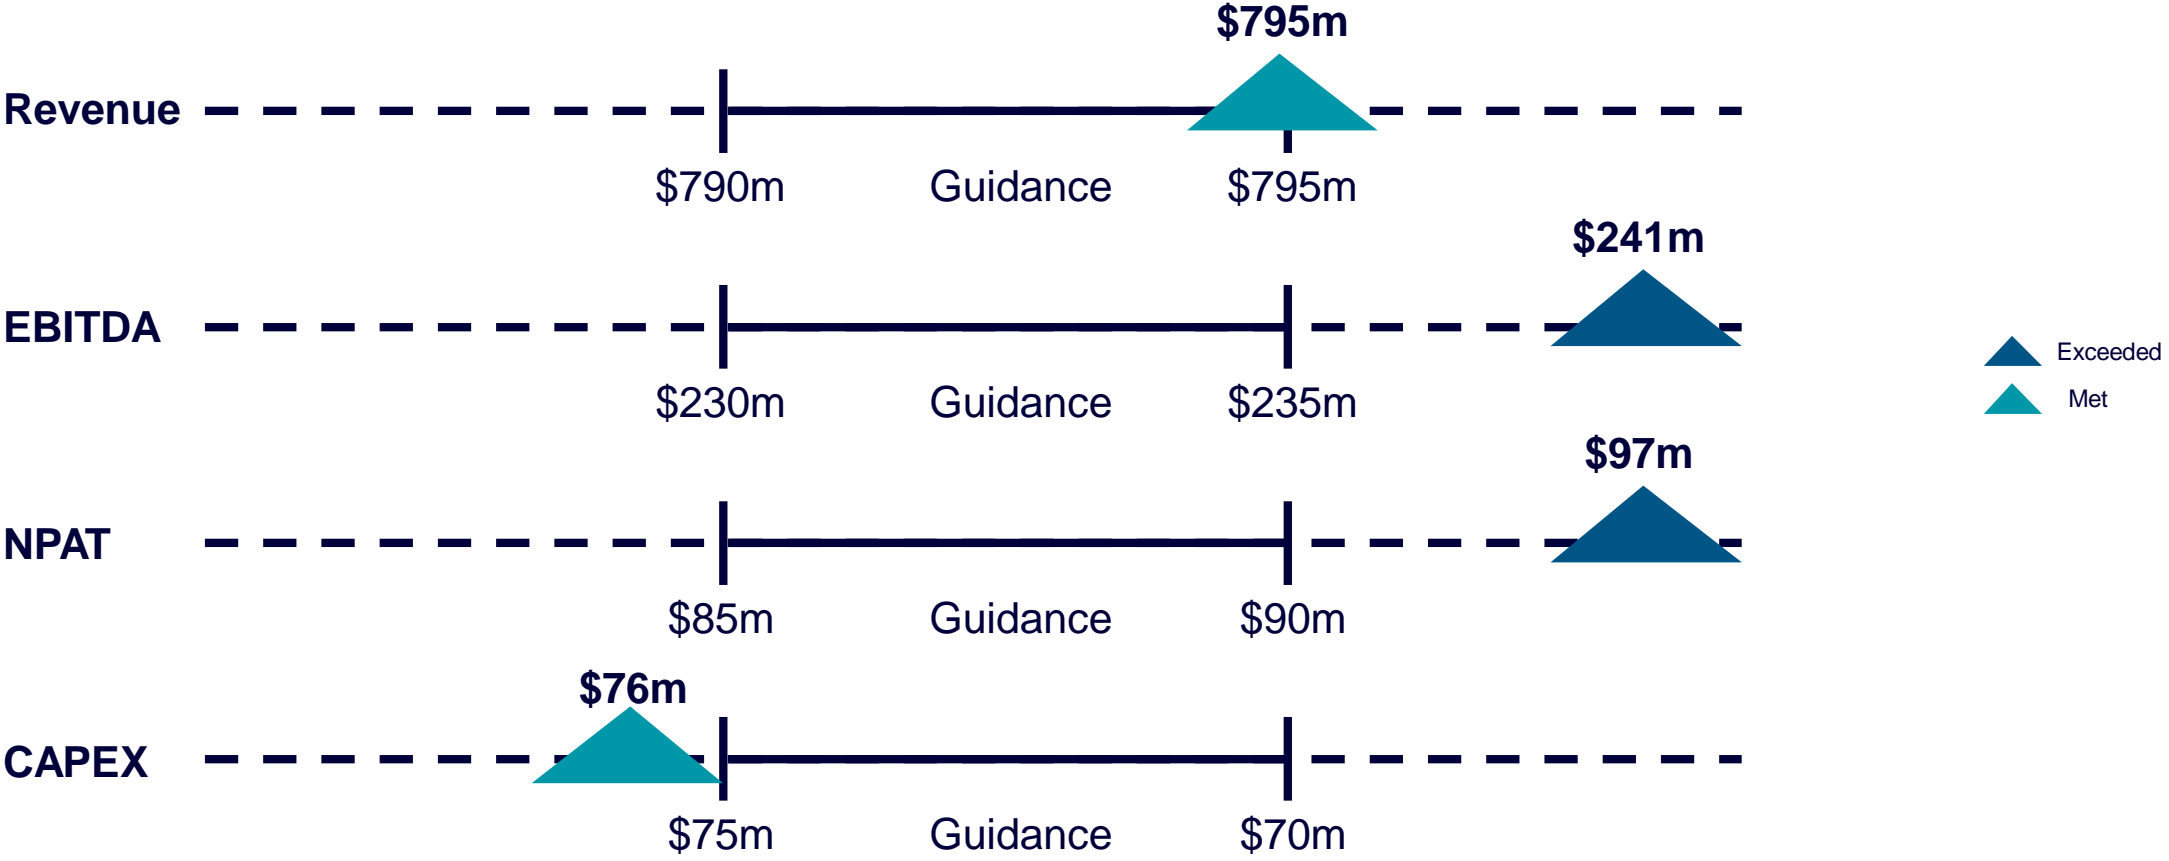 $795m
Revenue
$790m Guidance $795m
$241m
EBITDA
$230m Guidance $235m
Exceeded
Met
$97m
NPAT
$85m Guidance $90m
$76m
CAPEX
$75m Guidance $70m